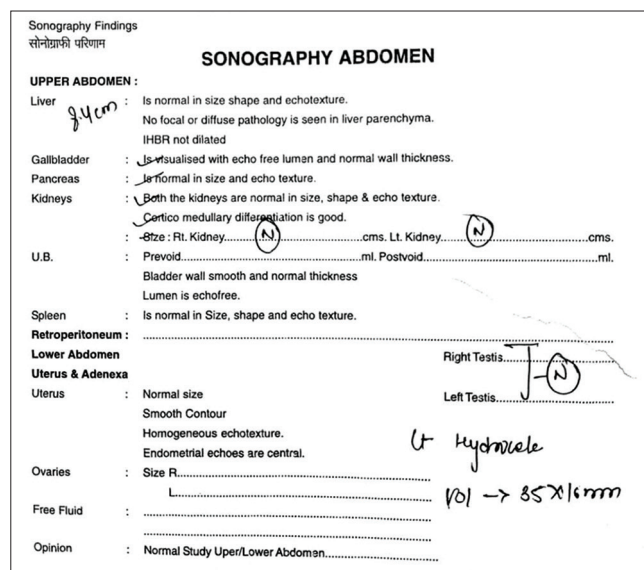 Sonography Findings
सोनोग्राफी परिणाम
SONOGRAPHY ABDOMEN
UPPER ABDOMEN :
Liver : Is normal in size shape and echotexture.
No focal or diffuse pathology is seen in liver parenchyma.
IHBR not dilated
Gallbladder : Is visualised with echo free lumen and normal wall thickness.
Pancreas : Is normal in size and echo texture.
Kidneys : Both the kidneys are normal in size, shape & echo texture.
Cortico medullary differentiation is good.
: Size : Rt. Kidney..........N..........cms. Lt. Kidney..........N..........cms.
U.B. : Prevoid..............................ml. Postvoid..............................ml.
Bladder wall smooth and normal thickness
Lumen is echofree.
Spleen : Is normal in Size, shape and echo texture.
Retroperitoneum : ..............................
Lower Abdomen Right Testis....................
Uterus & Adenexa N
Uterus : Normal size Left Testis....................
Smooth Contour
Homogeneous echotexture.
Endometrial echoes are central. Lt Hydrocele
Ovaries : Size R..............................
L.............................. vol → 35 X 16 mm
Free Fluid : ..............................
..............................
Opinion : Normal Study Uper/Lower Abdomen....................